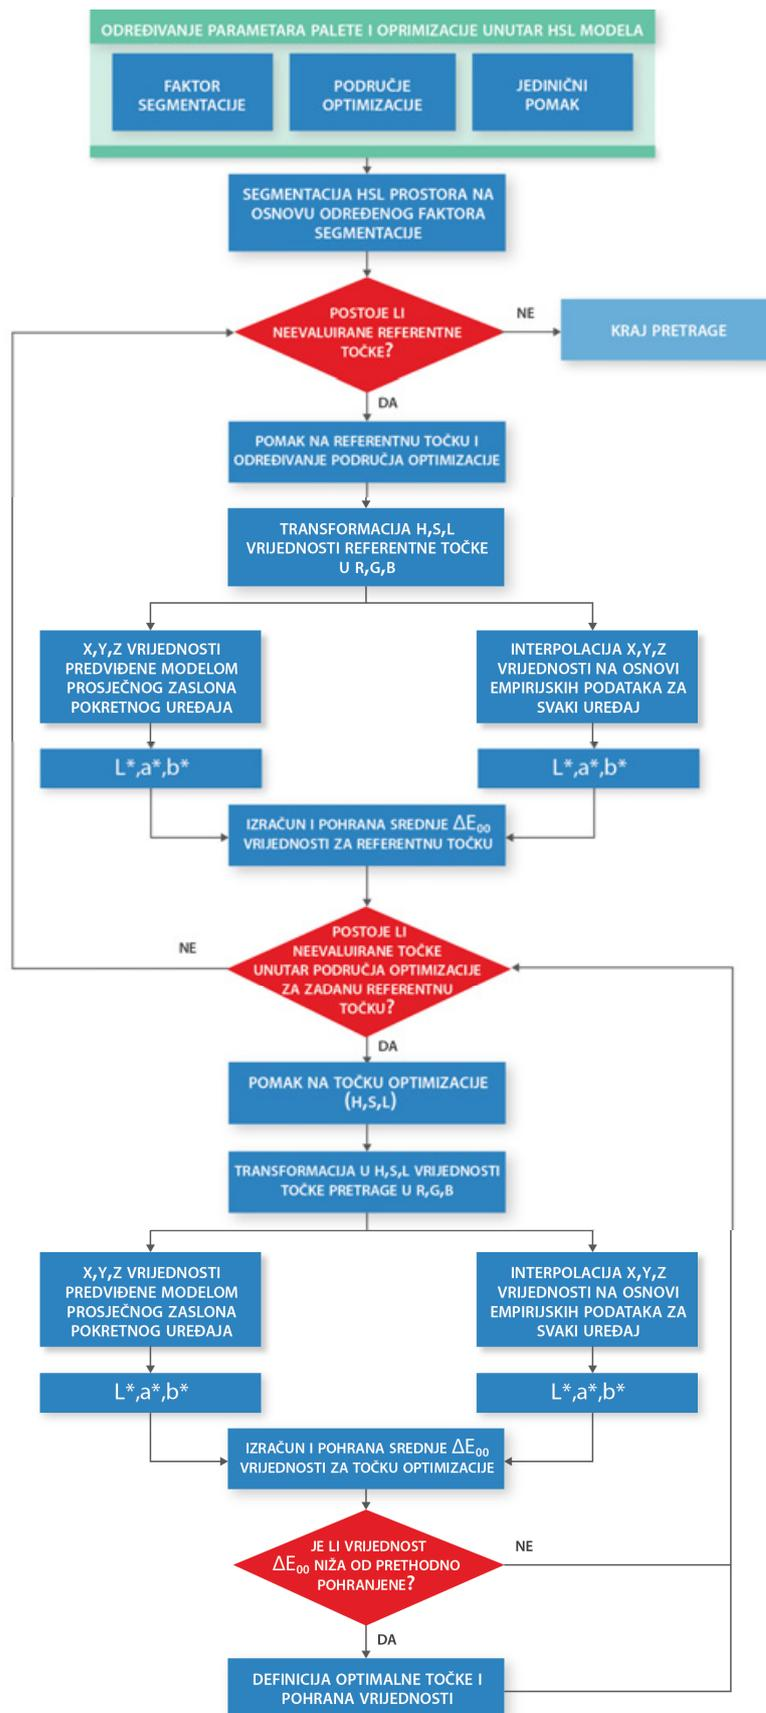 ODREĐIVANJE PARAMETARA PALETE I OPRIMIZACIJE UNUTAR HSL MODELA
FAKTOR
SEGMENTACIJE
PODRUČJE
OPTIMIZACIJE
JEDINIČNI
POMAK
SEGMENTACIJA HSL PROSTORA NA
OSNOVU ODREĐENOG FAKTORA
SEGMENTACIJE
POSTOJE LI
NEEVALUIRANE REFERENTNE
TOČKE?
NE
KRAJ PRETRAGE
DA
POMAK NA REFERENTNU TOČKU I
ODREĐIVANJE PODRUČJA OPTIMIZACIJE
TRANSFORMACIJA H,S,L
VRIJEDNOSTI REFERENTNE TOČKE
U R,G,B
X,Y,Z VRIJEDNOSTI
PREDVIĐENE MODELOM
PROSJEČNOG ZASLONA
POKRETNOG UREĐAJA
INTERPOLACIJA X,Y,Z
VRIJEDNOSTI NA OSNOVI
EMPIRIJSKIH PODATAKA ZA
SVAKI UREĐAJ
L*,a*,b*
L*,a*,b*
IZRAČUN I POHRANA SREDNJE ΔE₀₀
VRIJEDNOSTI ZA REFERENTNU TOČKU
POSTOJE LI
NEEVALUIRANE TOČKE
UNUTAR PODRUČJA OPTIMIZACIJE
ZA ZADANU REFERENTNU
TOČKU?
NE
DA
POMAK NA TOČKU OPTIMIZACIJE
(H,S,L)
TRANSFORMACIJA U H,S,L VRIJEDNOSTI
TOČKE PRETRAGE U R,G,B
X,Y,Z VRIJEDNOSTI
PREDVIĐENE MODELOM
PROSJEČNOG ZASLONA
POKRETNOG UREĐAJA
INTERPOLACIJA X,Y,Z
VRIJEDNOSTI NA OSNOVI
EMPIRIJSKIH PODATAKA ZA
SVAKI UREĐAJ
L*,a*,b*
L*,a*,b*
IZRAČUN I POHRANA SREDNJE ΔE₀₀
VRIJEDNOSTI ZA TOČKU OPTIMIZACIJE
JE LI VRIJEDNOST
ΔE₀₀ NIŽA OD PRETHODNO
POHRANJENE?
NE
DA
DEFINICIJA OPTIMALNE TOČKE I
POHRANA VRIJEDNOSTI